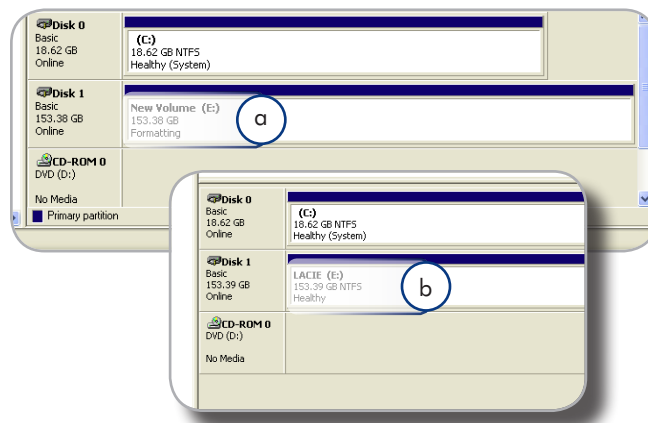 Disk 0
Basic
18.62 GB
Online
(C:)
18.62 GB NTFS
Healthy (System)
Disk 1
Basic
153.38 GB
Online
New Volume (E:)
153.38 GB
Formatting
a
CD-ROM 0
DVD (D:)
No Media
Primary partition
Disk 0
Basic
18.62 GB
Online
(C:)
18.62 GB NTFS
Healthy (System)
Disk 1
Basic
153.39 GB
Online
LACIE (E:)
153.39 GB NTFS
Healthy
b
CD-ROM 0
DVD (D:)
No Media